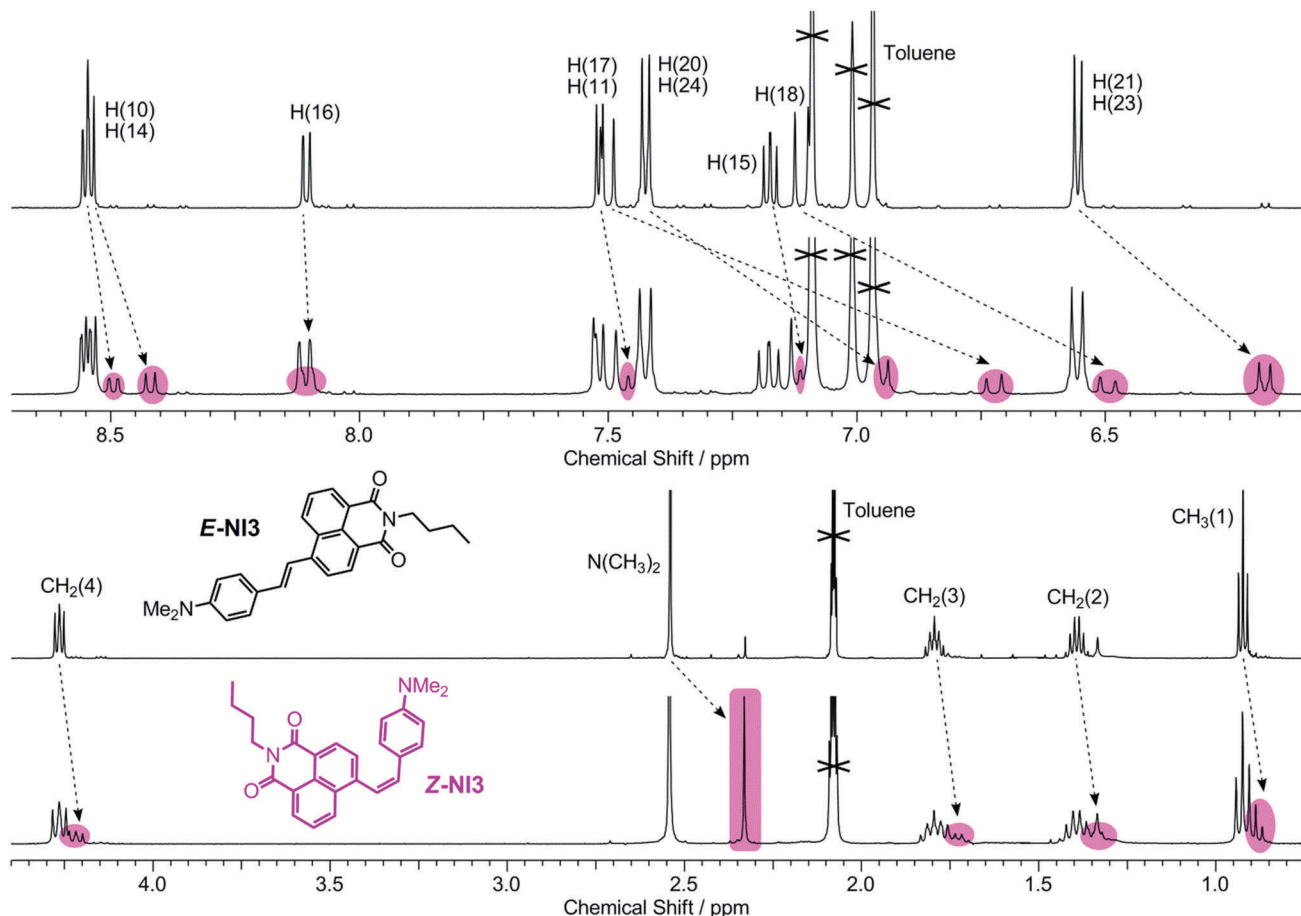 Toluene
H(10)
H(14)
H(16)
H(17)
H(11)
H(20)
H(24)
H(18)
H(15)
H(21)
H(23)
8.5
8.0
7.5
7.0
6.5
Chemical Shift / ppm
E-NI3
O
N
O
Me₂N
CH₂(4)
N(CH₃)₂
Toluene
CH₃(1)
CH₂(3)
CH₂(2)
NMe₂
O
N
O
Z-NI3
4.0
3.5
3.0
2.5
2.0
1.5
1.0
Chemical Shift / ppm